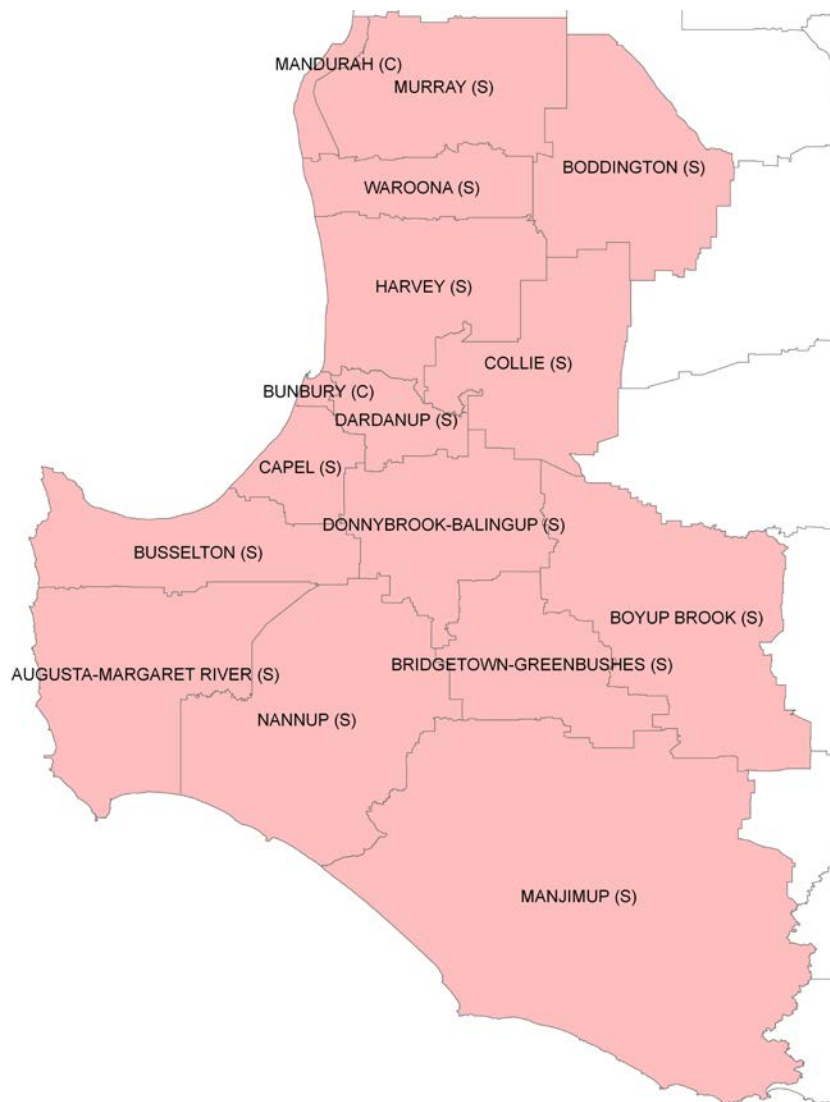 MANDURAH (C)
MURRAY (S)
BODDINGTON (S)
WAROONA (S)
HARVEY (S)
COLLIE (S)
BUNBURY (C)
DARDANUP (S)
CAPEL (S)
DONNYBROOK-BALINGUP (S)
BUSSELTON (S)
BOYUP BROOK (S)
BRIDGETOWN-GREENBUSHES (S)
AUGUSTA-MARGARET RIVER (S)
NANNUP (S)
MANJIMUP (S)